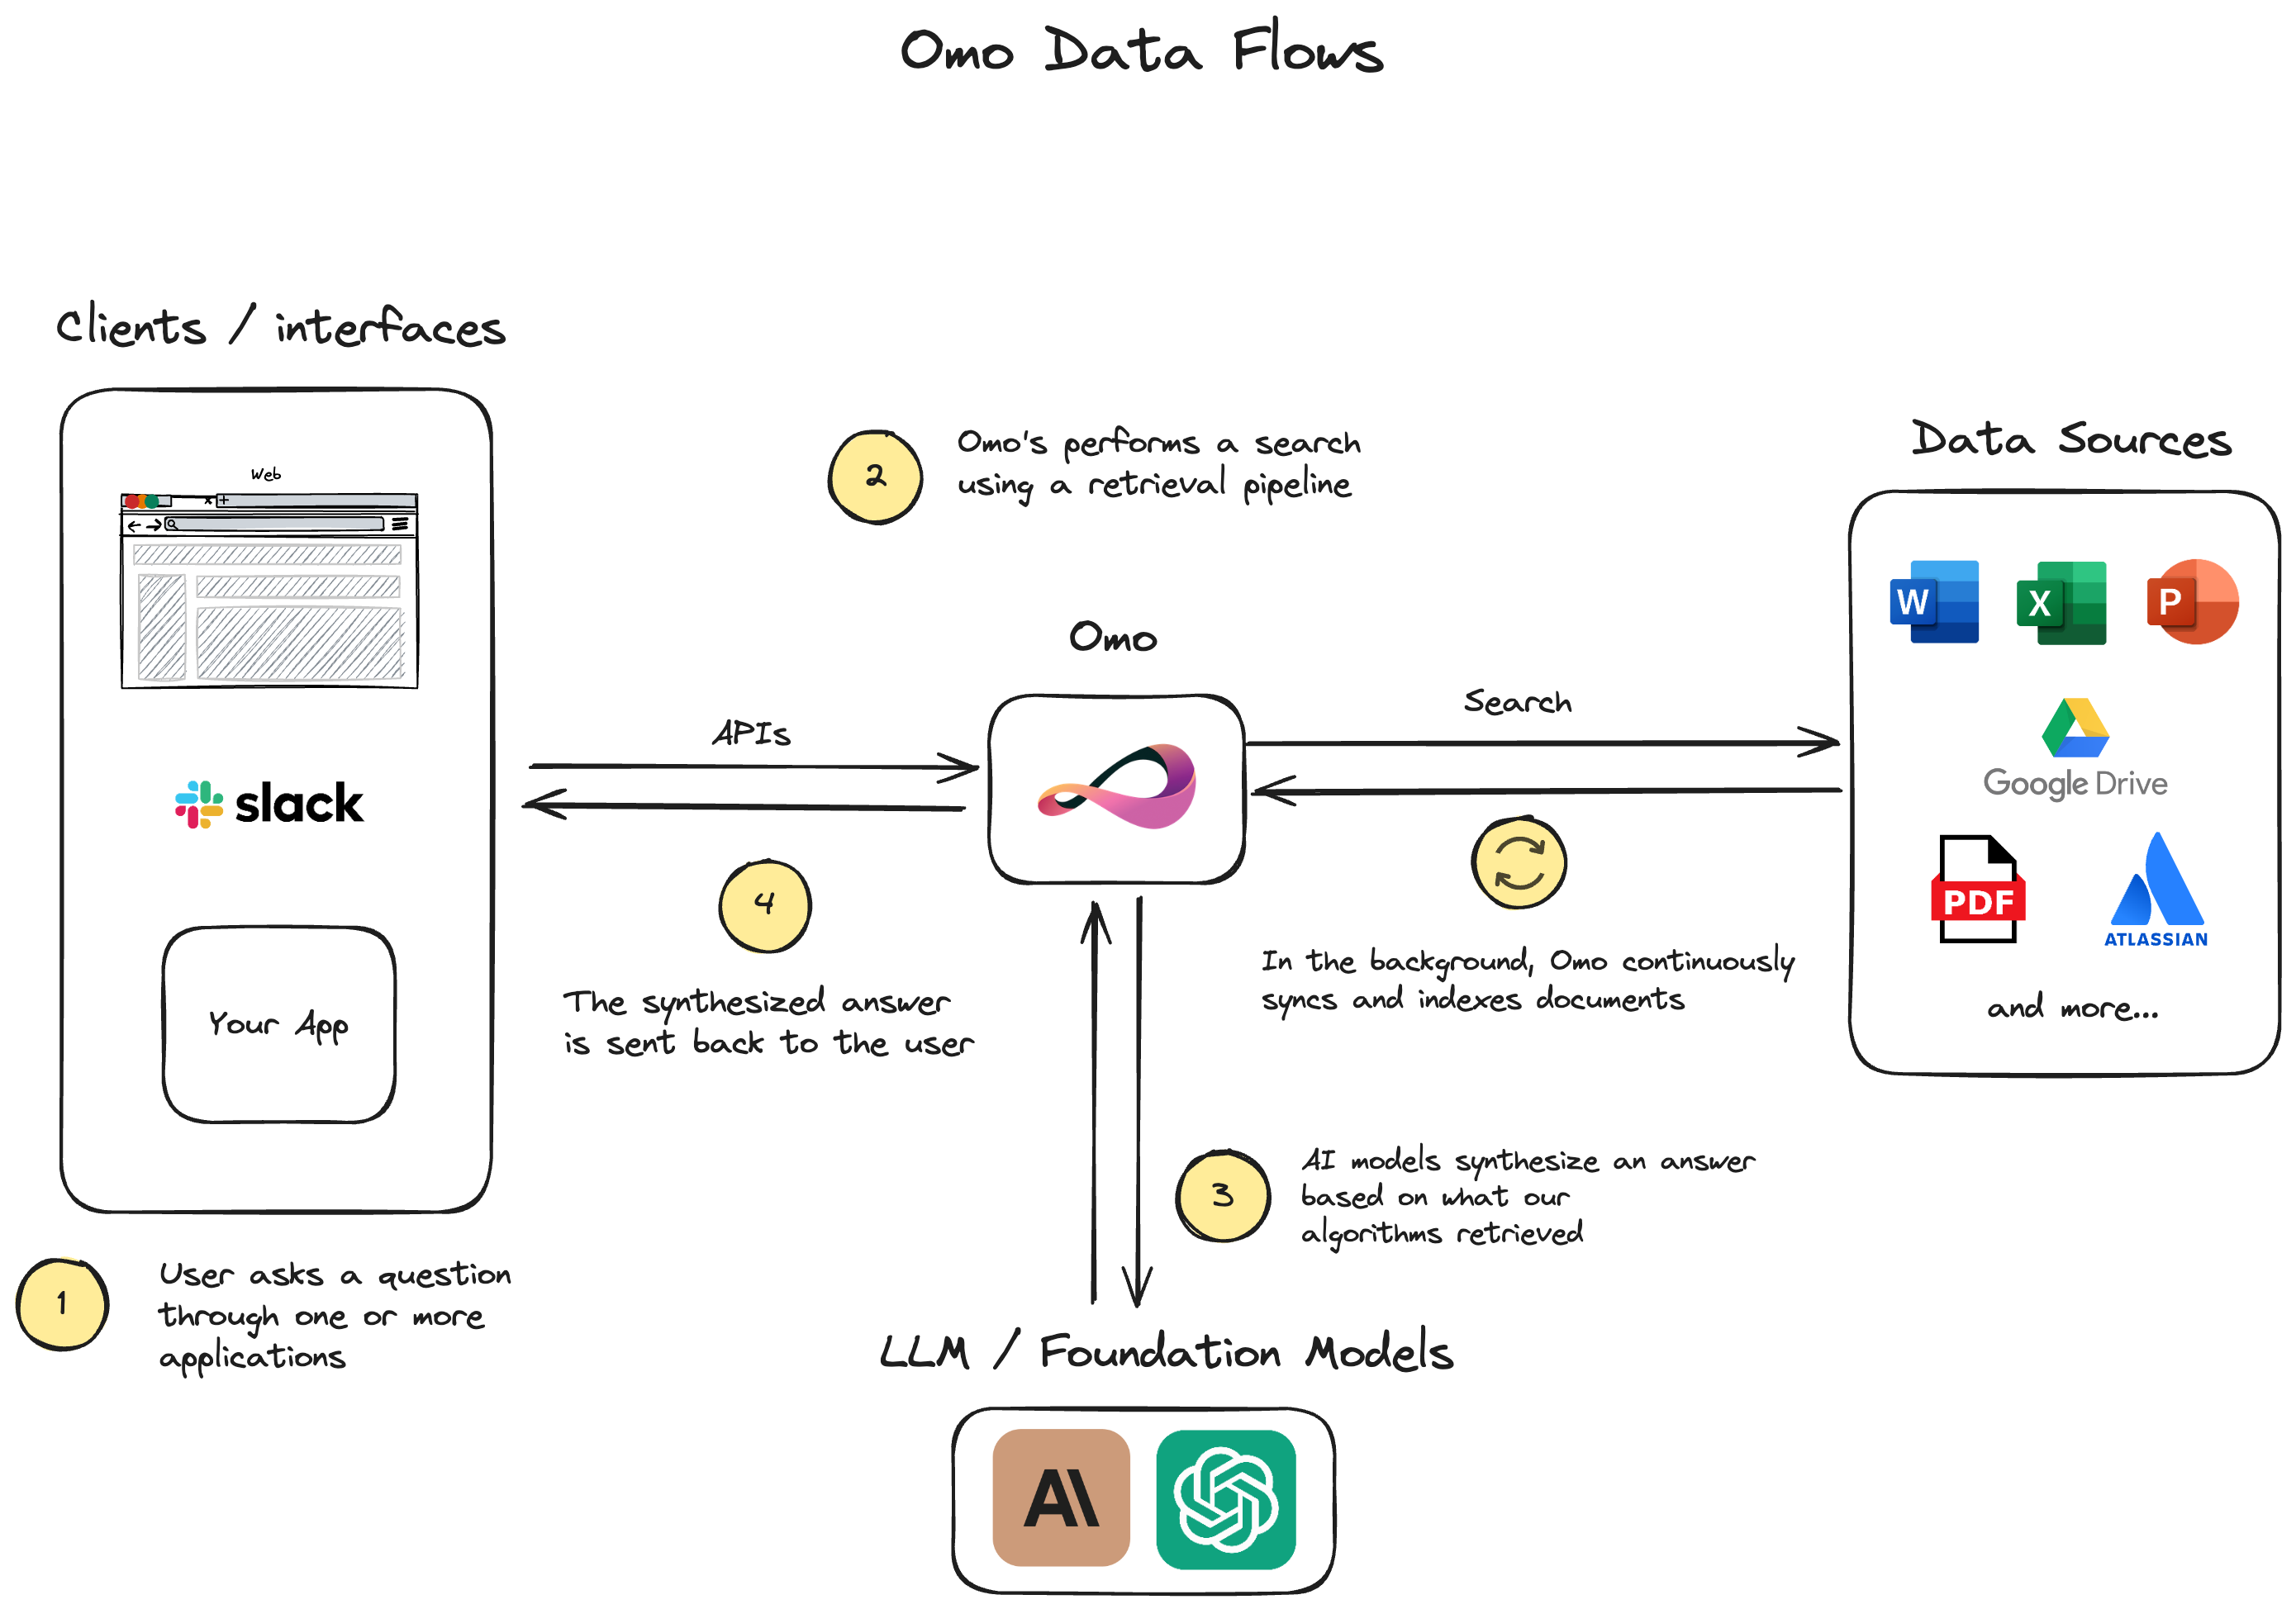 Omo Data Flows
Clients / interfaces
Web
slack
Your App
1
User asks a question
through one or more
applications
2
Omo's performs a search
using a retrieval pipeline
Omo
APIs
4
The synthesized answer
is sent back to the user
Search
In the background, Omo continuously
syncs and indexes documents
3
AI models synthesize an answer
based on what our
algorithms retrieved
LLM / Foundation Models
A\
Data Sources
W X P
Google Drive
PDF
ATLASSIAN
and more...